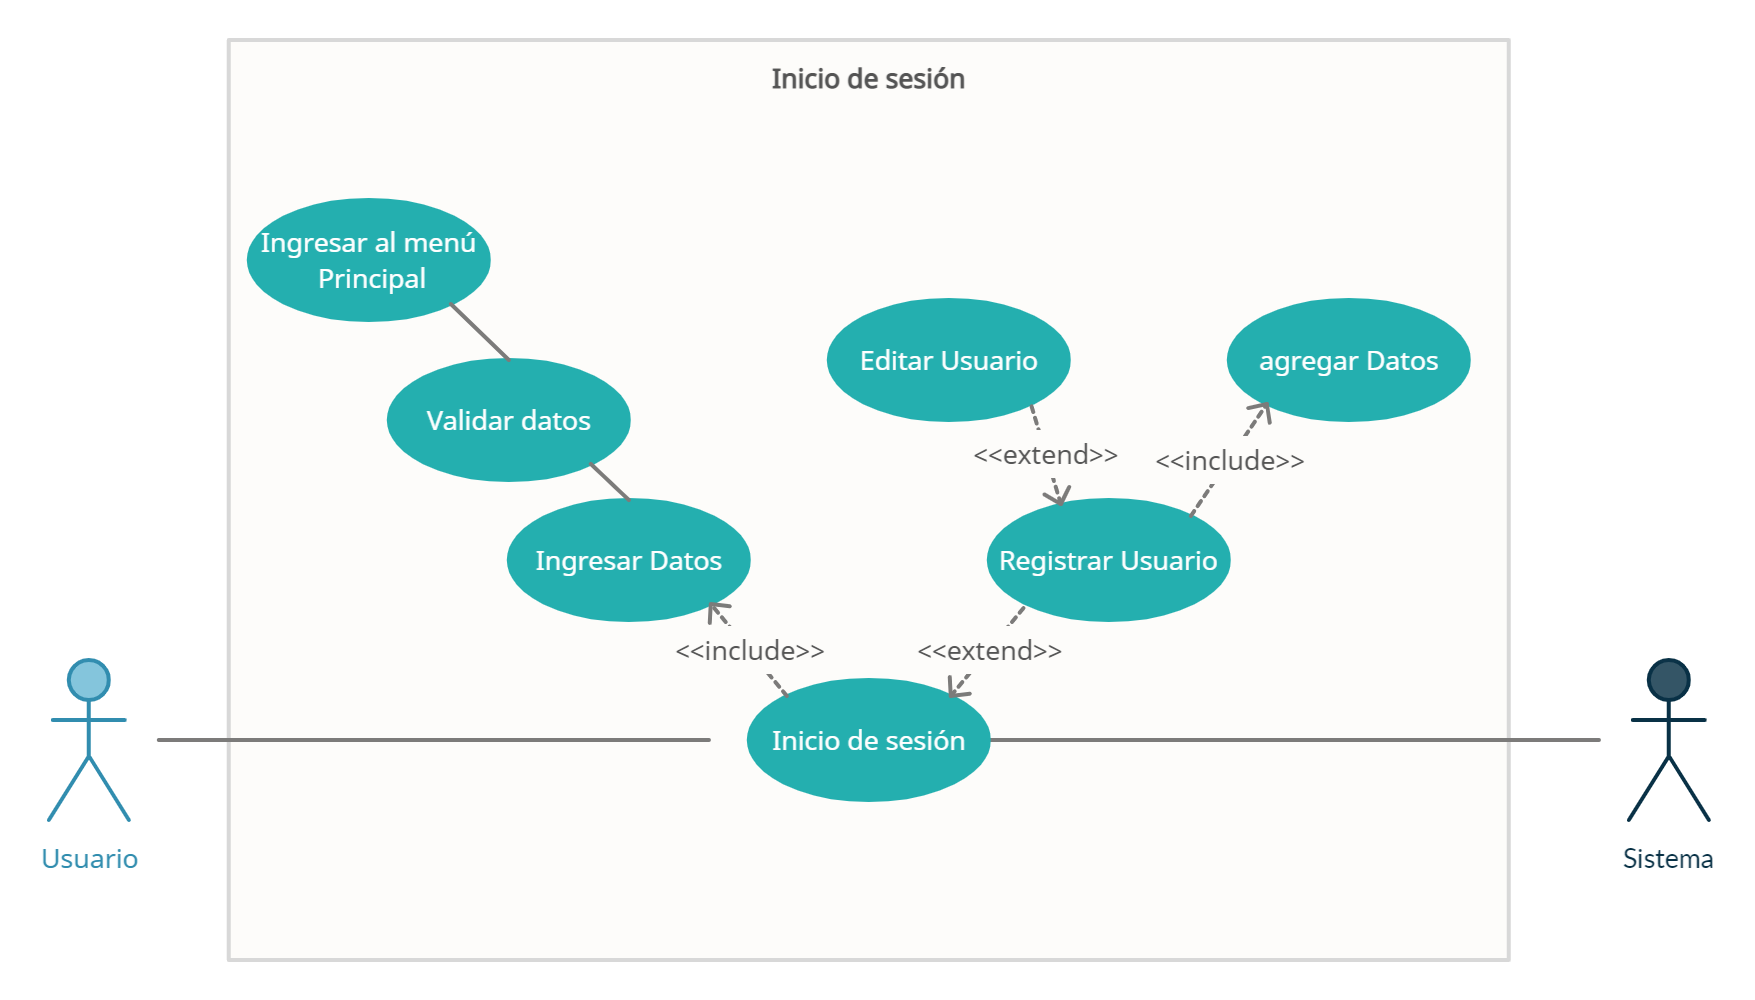 Inicio de sesión
Ingresar al menú
Principal
Editar Usuario
agregar Datos
Validar datos
<<extend>>
<<include>>
Ingresar Datos
Registrar Usuario
<<include>>
<<extend>>
Inicio de sesión
Usuario
Sistema